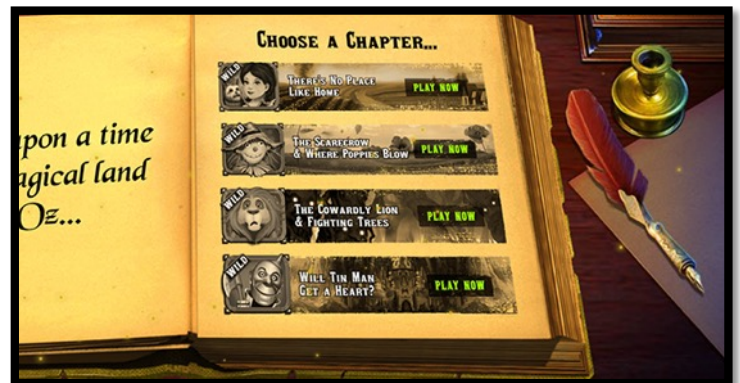 upon a time
agical land
Oz...
CHOOSE A CHAPTER...
WILD
THERE'S NO PLACE
LIKE HOME
PLAY NOW
WILD
THE SCARECROW
& WHERE POPPIES BLOW
PLAY NOW
WILD
THE COWARDLY LION
& FIGHTING TREES
PLAY NOW
WILD
WILL TIN MAN
GET A HEART?
PLAY NOW